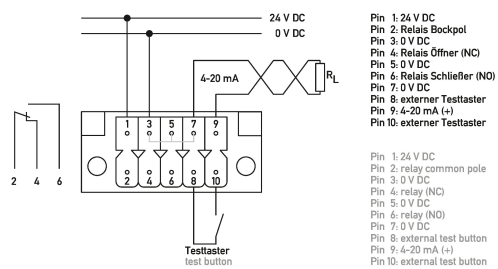 24 V DC
0 V DC
4-20 mA
RL
1 3 5 7 9
2 4 6 8 10
2 4 6
Testtaster
test button
Pin 1: 24 V DC
Pin 2: Relais Bockpol
Pin 3: 0 V DC
Pin 4: Relais Öffner (NC)
Pin 5: 0 V DC
Pin 6: Relais Schließer (NO)
Pin 7: 0 V DC
Pin 8: externer Testtaster
Pin 9: 4-20 mA (+)
Pin 10: externer Testtaster
Pin 1: 24 V DC
Pin 2: relay common pole
Pin 3: 0 V DC
Pin 4: relay (NC)
Pin 5: 0 V DC
Pin 6: relay (NO)
Pin 7: 0 V DC
Pin 8: external test button
Pin 9: 4-20 mA (+)
Pin 10: external test button